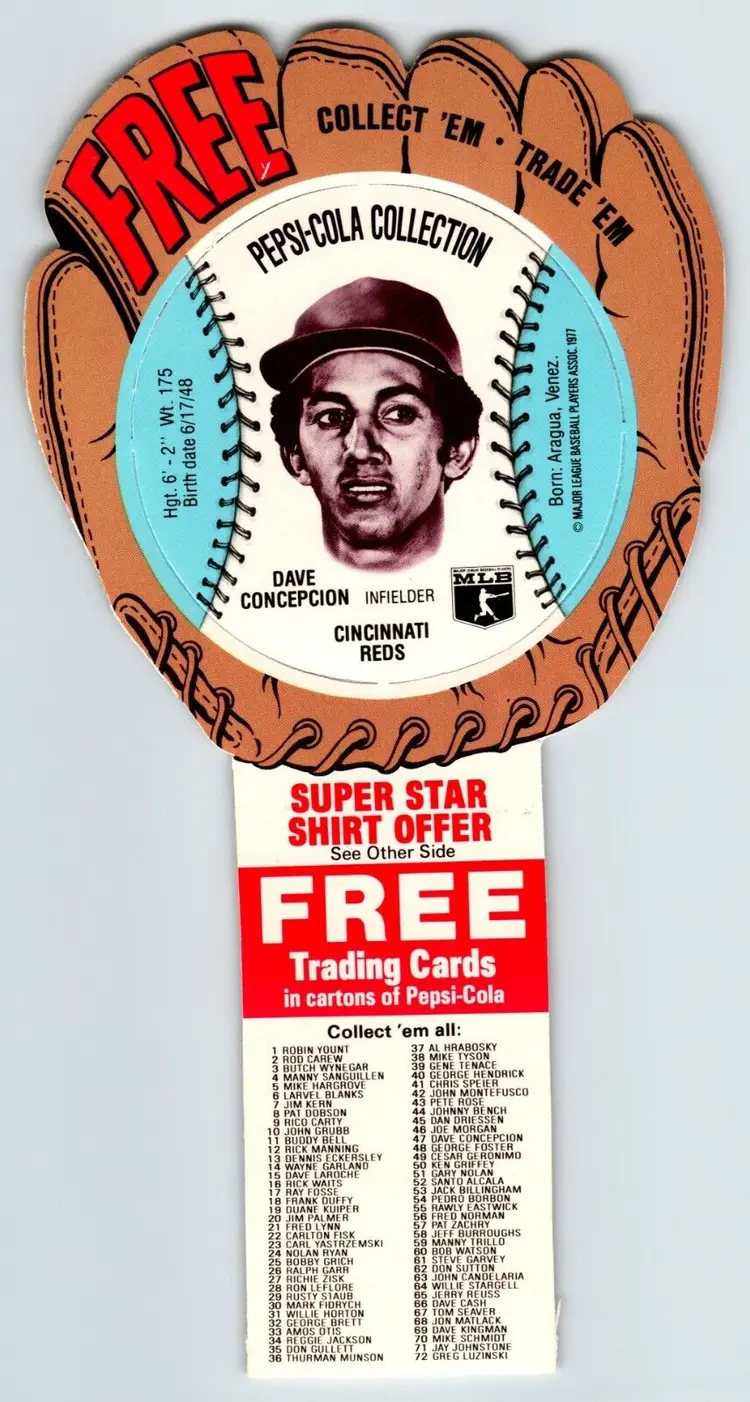 FREE
COLLECT 'EM • TRADE 'EM
PEPSI-COLA COLLECTION
Hgt. 6' - 2" Wt. 175
Birth date 6/17/48
Born: Aragua, Venez.
© MAJOR LEAGUE BASEBALL PLAYERS ASSOC. 1977
DAVE
CONCEPCION INFIELDER
MAJOR LEAGUE BASEBALL PLAYERS
MLB
CINCINNATI
REDS
SUPER STAR
SHIRT OFFER
See Other Side
FREE
Trading Cards
in cartons of Pepsi-Cola
Collect 'em all:
1 ROBIN YOUNT
2 ROD CAREW
3 BUTCH WYNEGAR
4 MANNY SANGUILLEN
5 MIKE HARGROVE
6 LARVEL BLANKS
7 JIM KERN
8 PAT DOBSON
9 RICO CARTY
10 JOHN GRUBB
11 BUDDY BELL
12 RICK MANNING
13 DENNIS ECKERSLEY
14 WAYNE GARLAND
15 DAVE LAROCHE
16 RICK WAITS
17 RAY FOSSE
18 FRANK DUFFY
19 DUANE KUIPER
20 JIM PALMER
21 FRED LYNN
22 CARLTON FISK
23 CARL YASTRZEMSKI
24 NOLAN RYAN
25 BOBBY GRICH
26 RALPH GARR
27 RICHIE ZISK
28 RON LEFLORE
29 RUSTY STAUB
30 MARK FIDRYCH
31 WILLIE HORTON
32 GEORGE BRETT
33 AMOS OTIS
34 REGGIE JACKSON
35 DON GULLETT
36 THURMAN MUNSON
37 AL HRABOSKY
38 MIKE TYSON
39 GENE TENACE
40 GEORGE HENDRICK
41 CHRIS SPEIER
42 JOHN MONTEFUSCO
43 PETE ROSE
44 JOHNNY BENCH
45 DAN DRIESSEN
46 JOE MORGAN
47 DAVE CONCEPCION
48 GEORGE FOSTER
49 CESAR GERONIMO
50 KEN GRIFFEY
51 GARY NOLAN
52 SANTO ALCALA
53 JACK BILLINGHAM
54 PEDRO BORBON
55 RAWLY EASTWICK
56 FRED NORMAN
57 PAT ZACHRY
58 JEFF BURROUGHS
59 MANNY TRILLO
60 BOB WATSON
61 STEVE GARVEY
62 DON SUTTON
63 JOHN CANDELARIA
64 WILLIE STARGELL
65 JERRY REUSS
66 DAVE CASH
67 TOM SEAVER
68 JON MATLACK
69 DAVE KINGMAN
70 MIKE SCHMIDT
71 JAY JOHNSTONE
72 GREG LUZINSKI